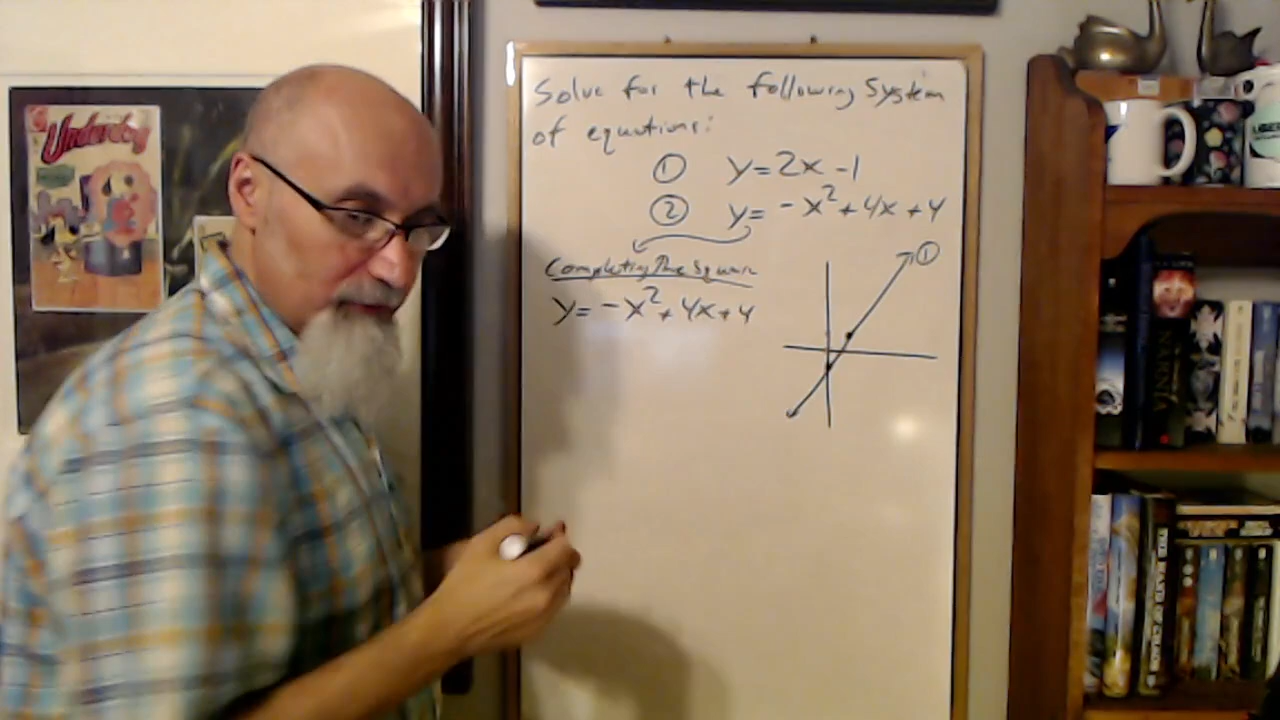 Underdog
Solve for the following System
of equations:
① y=2x-1
② y=-x²+4x+4
Completing The Square
y=-x²+4x+4
①
NARNIA